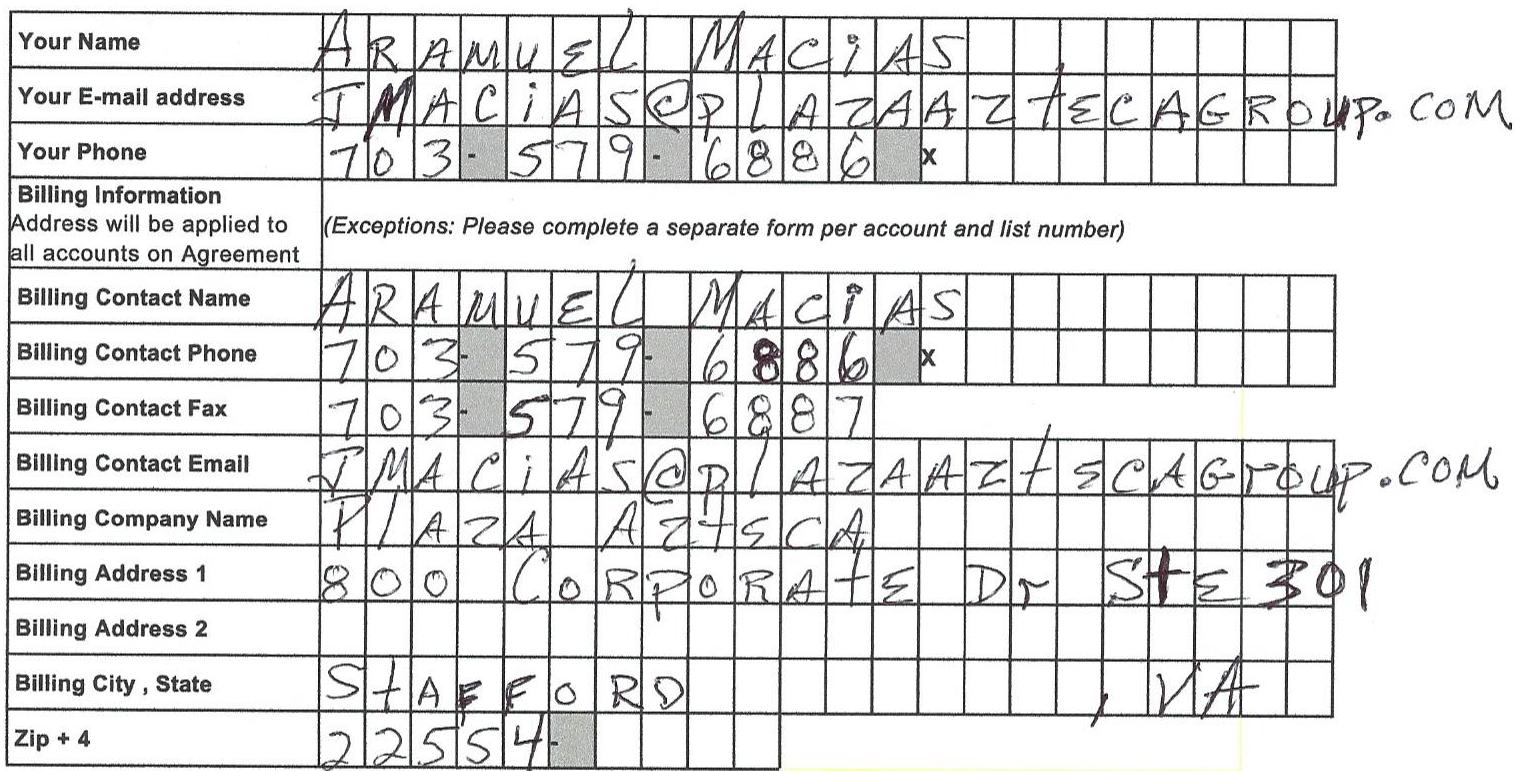 Your Name ARAMUEL MACiAS
Your E-mail address JMACiAS@PLAZAAZtECAGROUP.COM
Your Phone 703-579-6886 x
Billing Information
Address will be applied to (Exceptions: Please complete a separate form per account and list number)
all accounts on Agreement
Billing Contact Name ARAMUEL MACiAS
Billing Contact Phone 703-579-6886 x
Billing Contact Fax 703-579-6887
Billing Contact Email JMACiAS@PlAZAAZtECAGroUp.COM
Billing Company Name PlAZA AZtECA
Billing Address 1 800 CORPORAtE Dr StE 301
Billing Address 2
Billing City , State StAFFORD , VA
Zip + 4 22554-